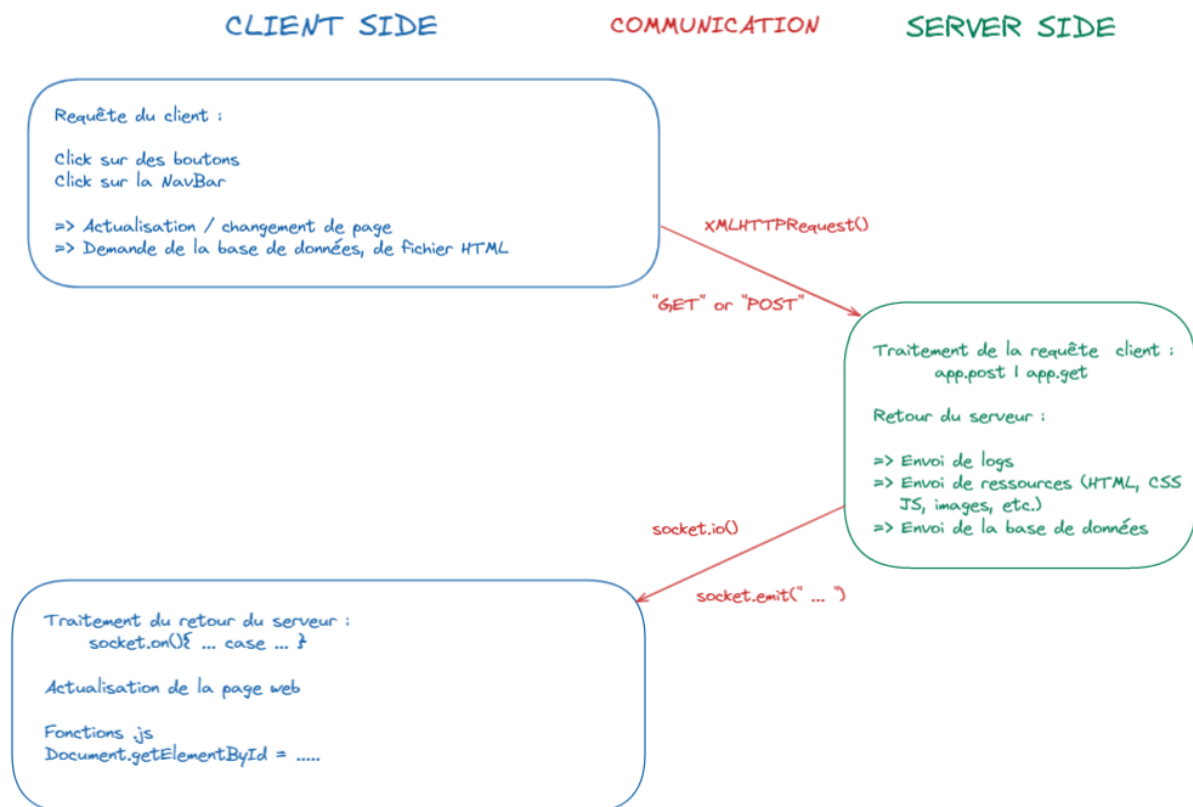 CLIENT SIDE
COMMUNICATION
SERVER SIDE
Requête du client :
Click sur des boutons
Click sur la NavBar
=> Actualisation / changement de page
=> Demande de la base de données, de fichier HTML
XMLHTTPRequest()
"GET" or "POST"
Traitement de la requête client :
app.post | app.get
Retour du serveur :
=> Envoi de logs
=> Envoi de ressources (HTML, CSS
JS, images, etc.)
=> Envoi de la base de données
socket.io()
socket.emit(" ... ")
Traitement du retour du serveur :
socket.on(){ ... case ... }
Actualisation de la page web
Fonctions .js
Document.getElementById = .....